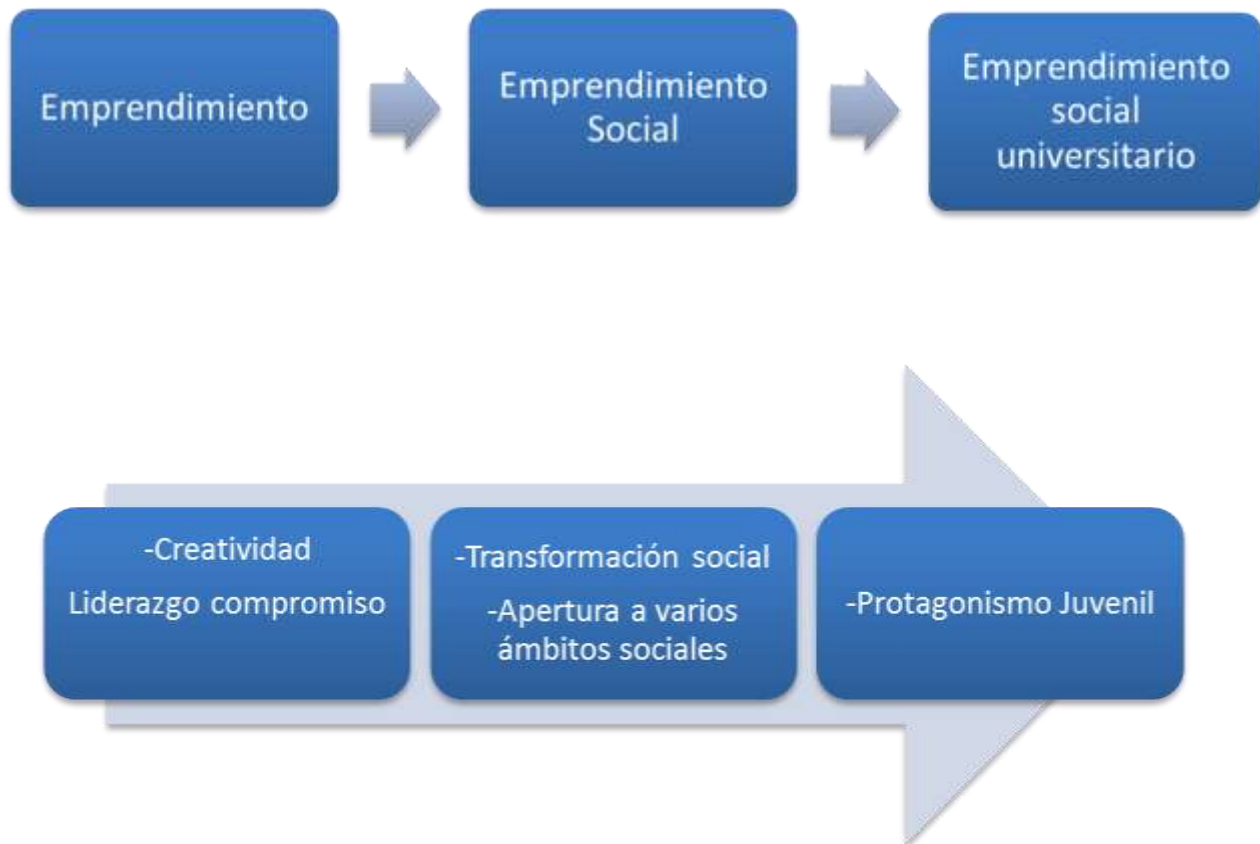 Emprendimiento
Emprendimiento
Social
Emprendimiento
social
universitario
-Creatividad
Liderazgo compromiso
-Transformación social
-Apertura a varios
ámbitos sociales
-Protagonismo Juvenil